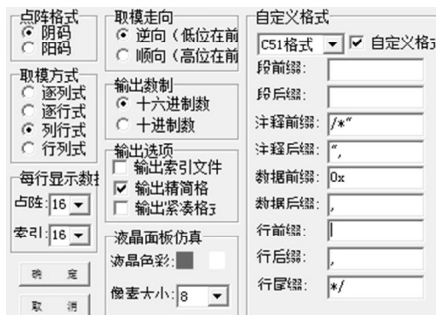 点阵格式
阴码
阳码
取模方式
逐列式
逐行式
列行式
行列式
每行显示数据
点阵: 16
索引: 16
确 定
取 消
取模走向
逆向（低位在前
顺向（高位在前
输出数制
十六进制数
十进制数
输出选项
输出索引文件
输出精简格
输出紧凑格式
液晶面板仿真
液晶色彩:
像素大小: 8
自定义格式
C51格式
自定义格式
段前缀:
段后缀:
注释前缀: /*"
注释后缀: ",
数据前缀: 0x
数据后缀: ,
行前缀:
行后缀: ,
行尾缀: */